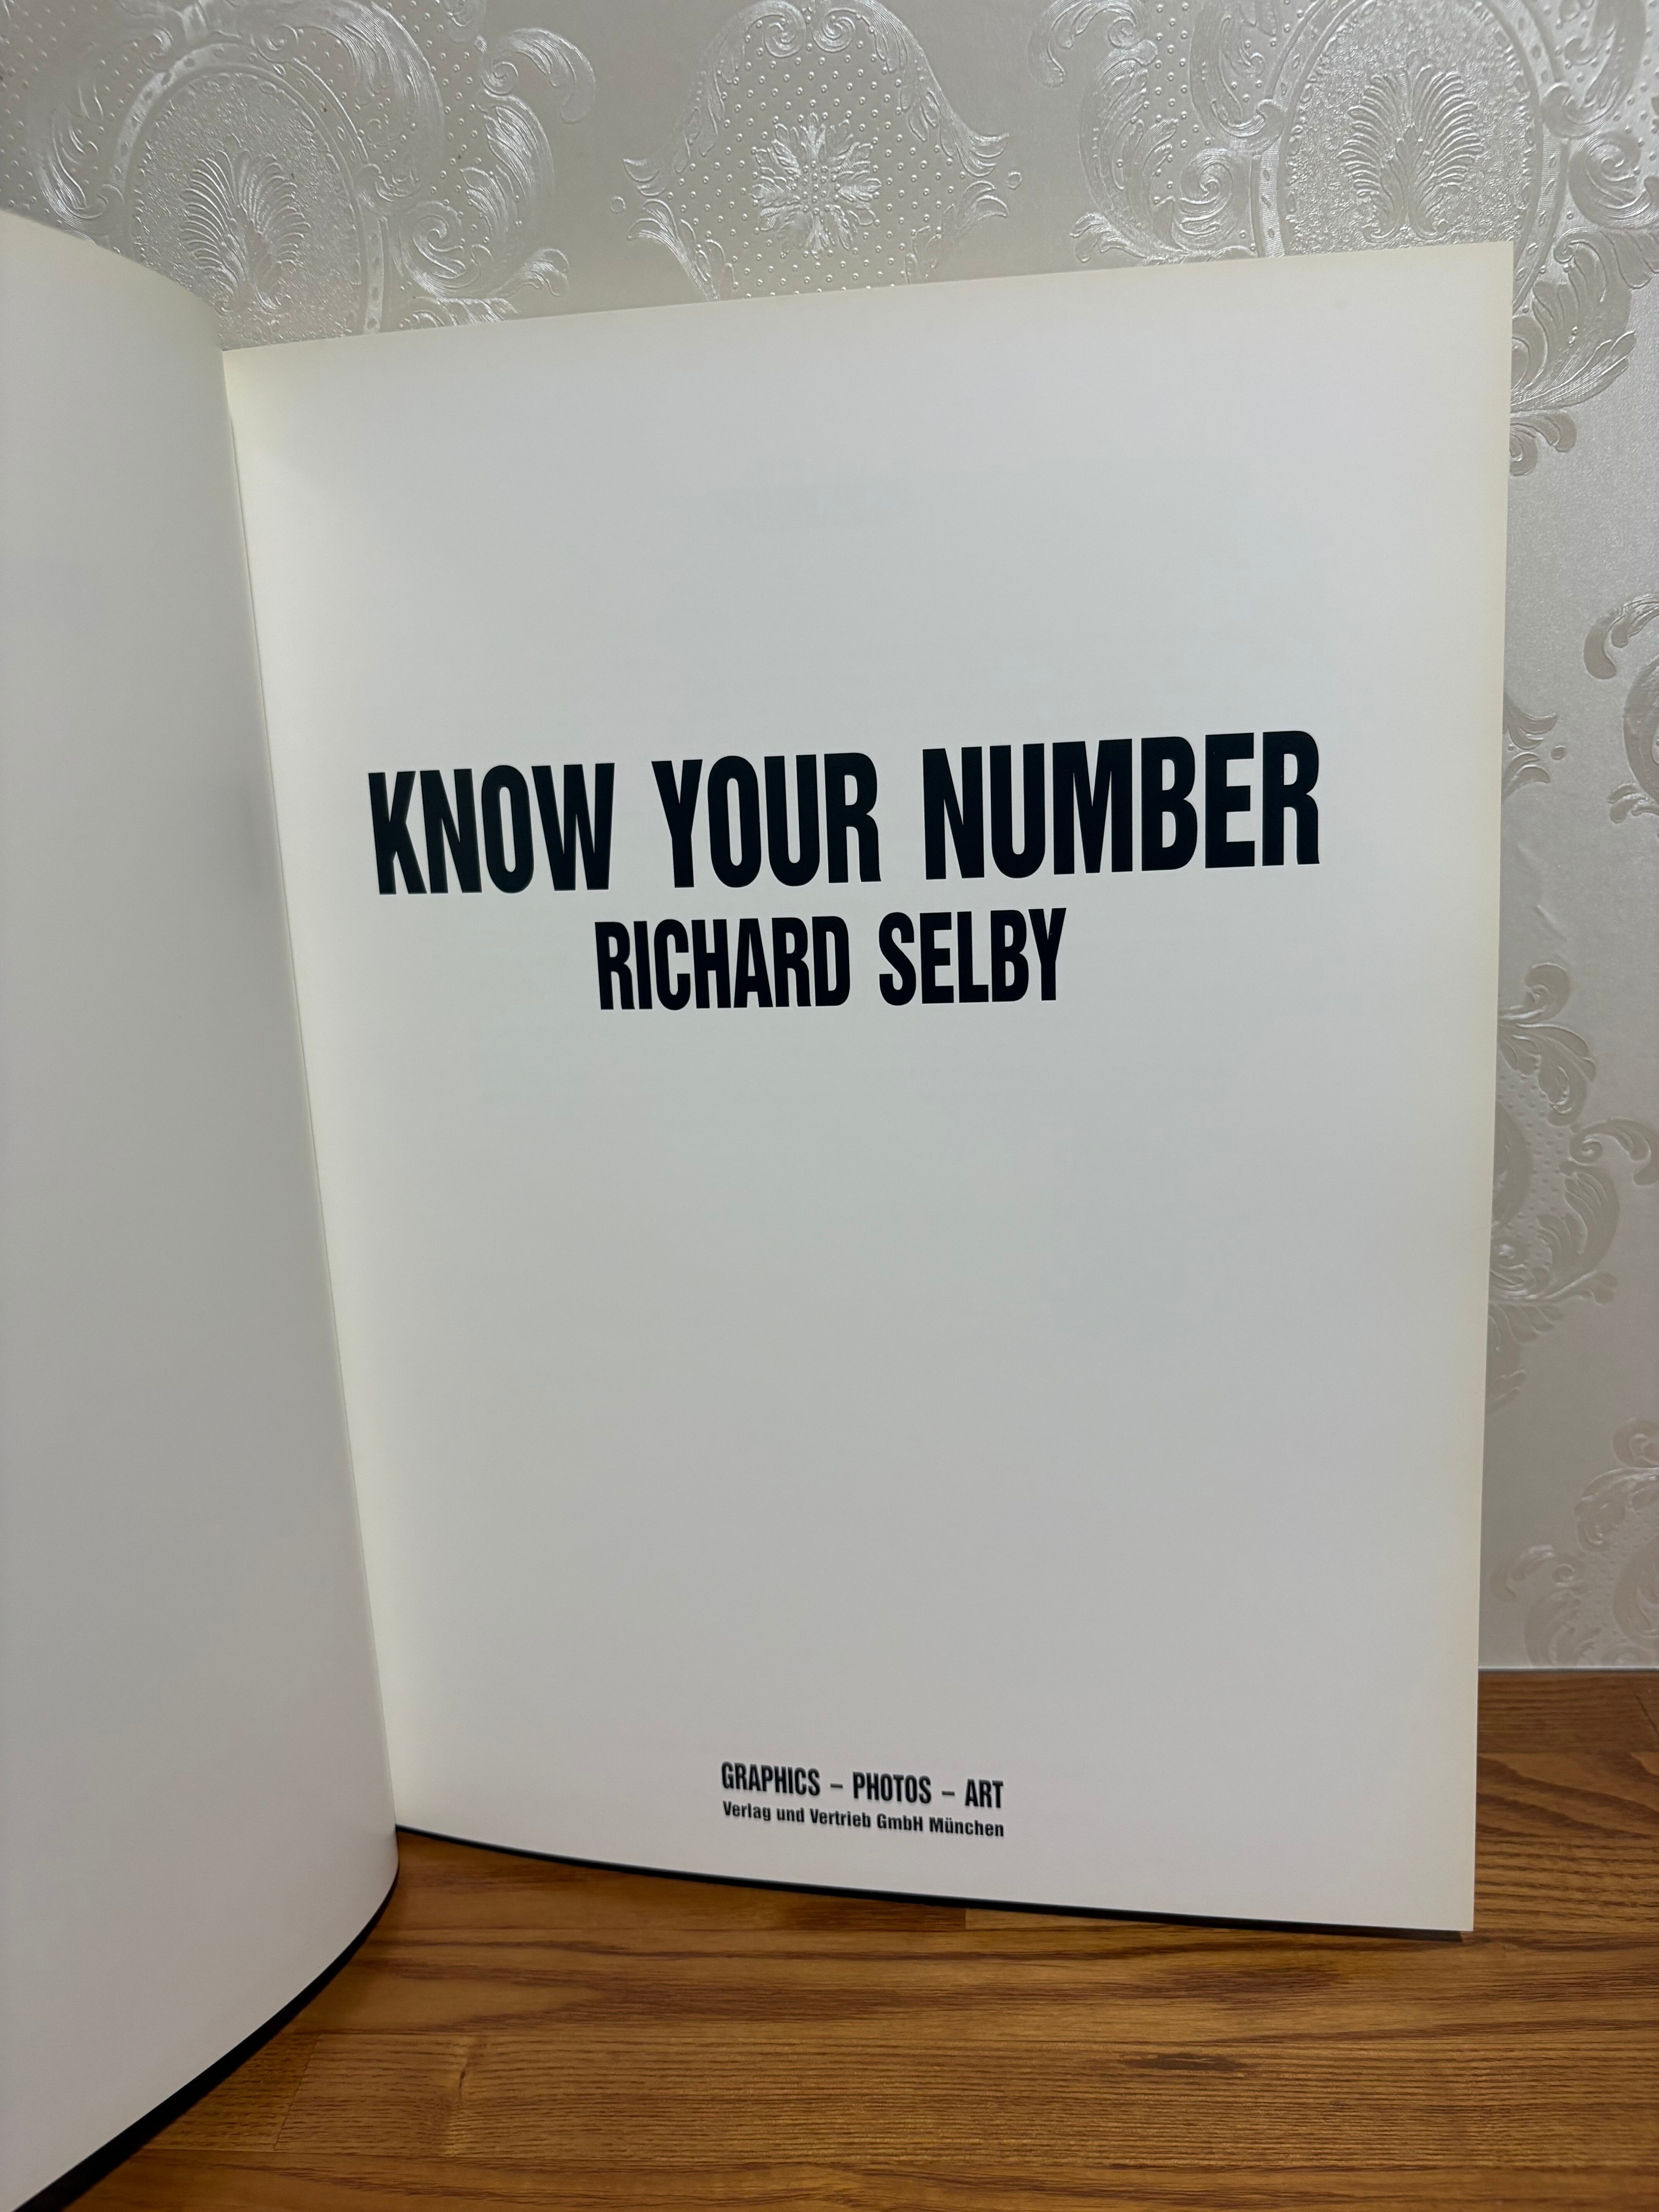 KNOW YOUR NUMBER
RICHARD SELBY
GRAPHICS – PHOTOS – ART
Verlag und Vertrieb GmbH München